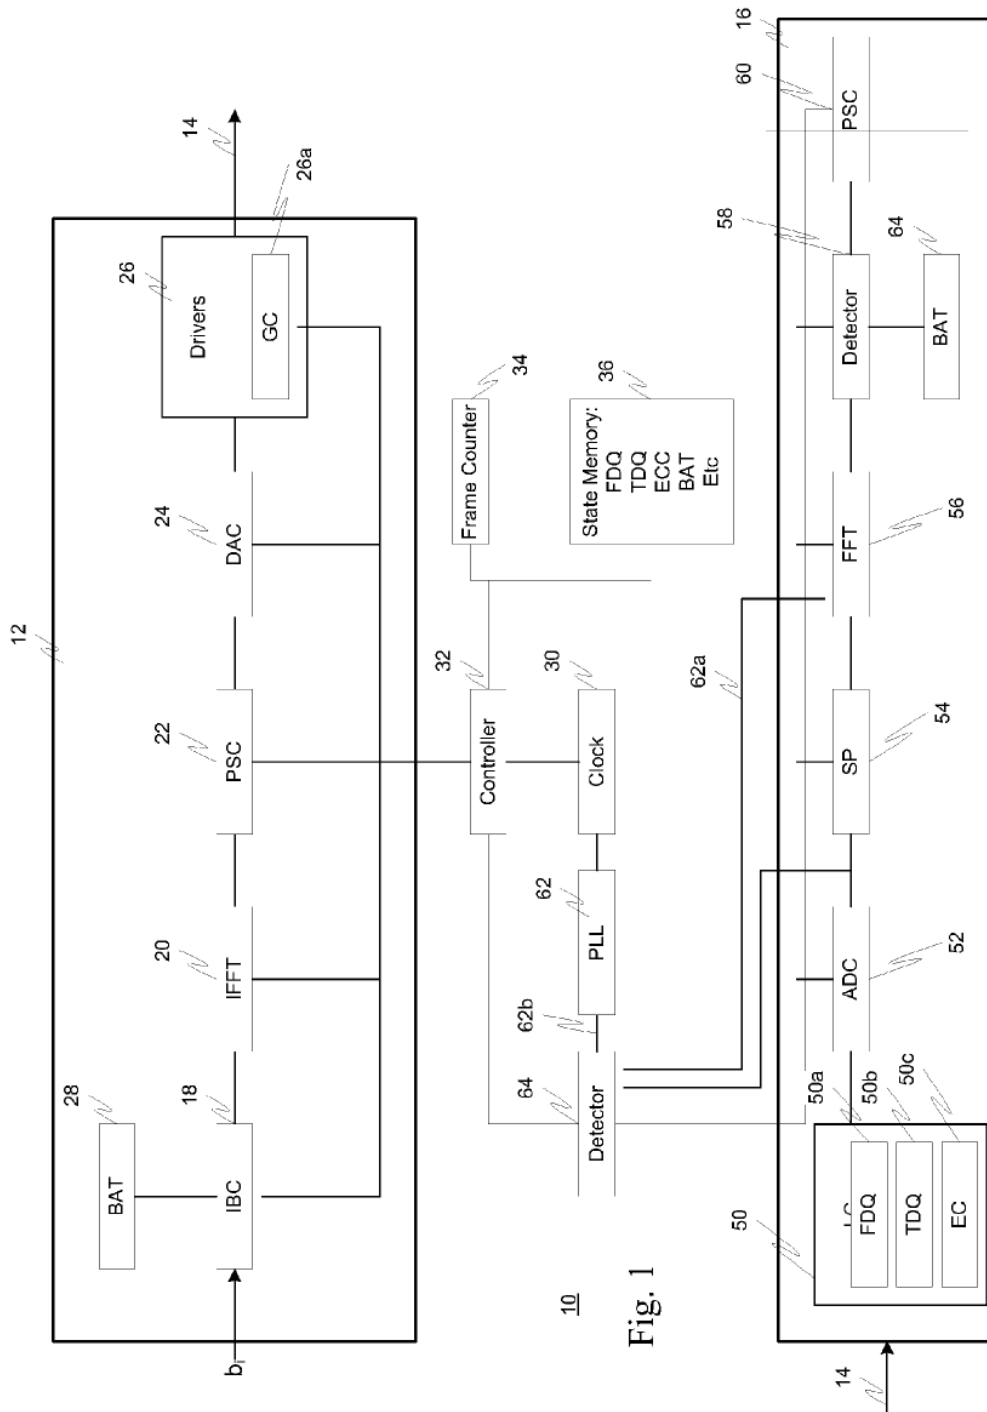 12
14
26
26a
Drivers
GC
24
DAC
22
PSC
20
IFFT
28
BAT
18
IBC
bi
34
Frame Counter
36
State Memory:
FDQ
TDQ
ECC
BAT
Etc
32
Controller
30
Clock
62
PLL
62b
64
Detector
62a
10
Fig. 1
14
50
50a
50b
50c
FDQ
TDQ
EC
52
ADC
54
SP
56
FFT
58
Detector
64
BAT
60
PSC
16